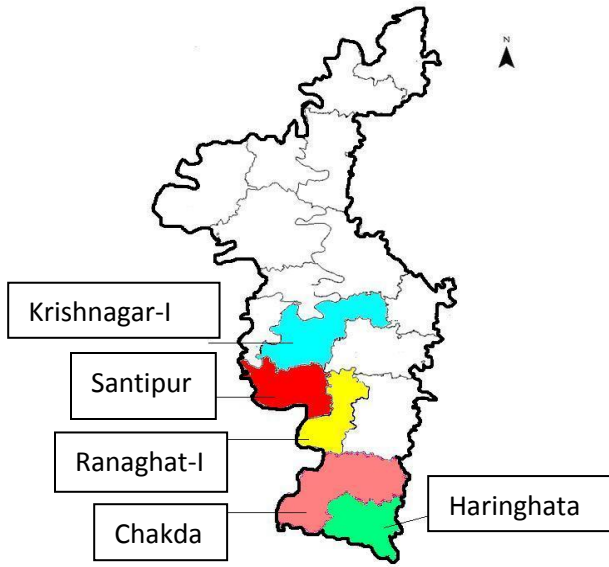 N
Krishnagar-I
Santipur
Ranaghat-I
Haringhata
Chakda